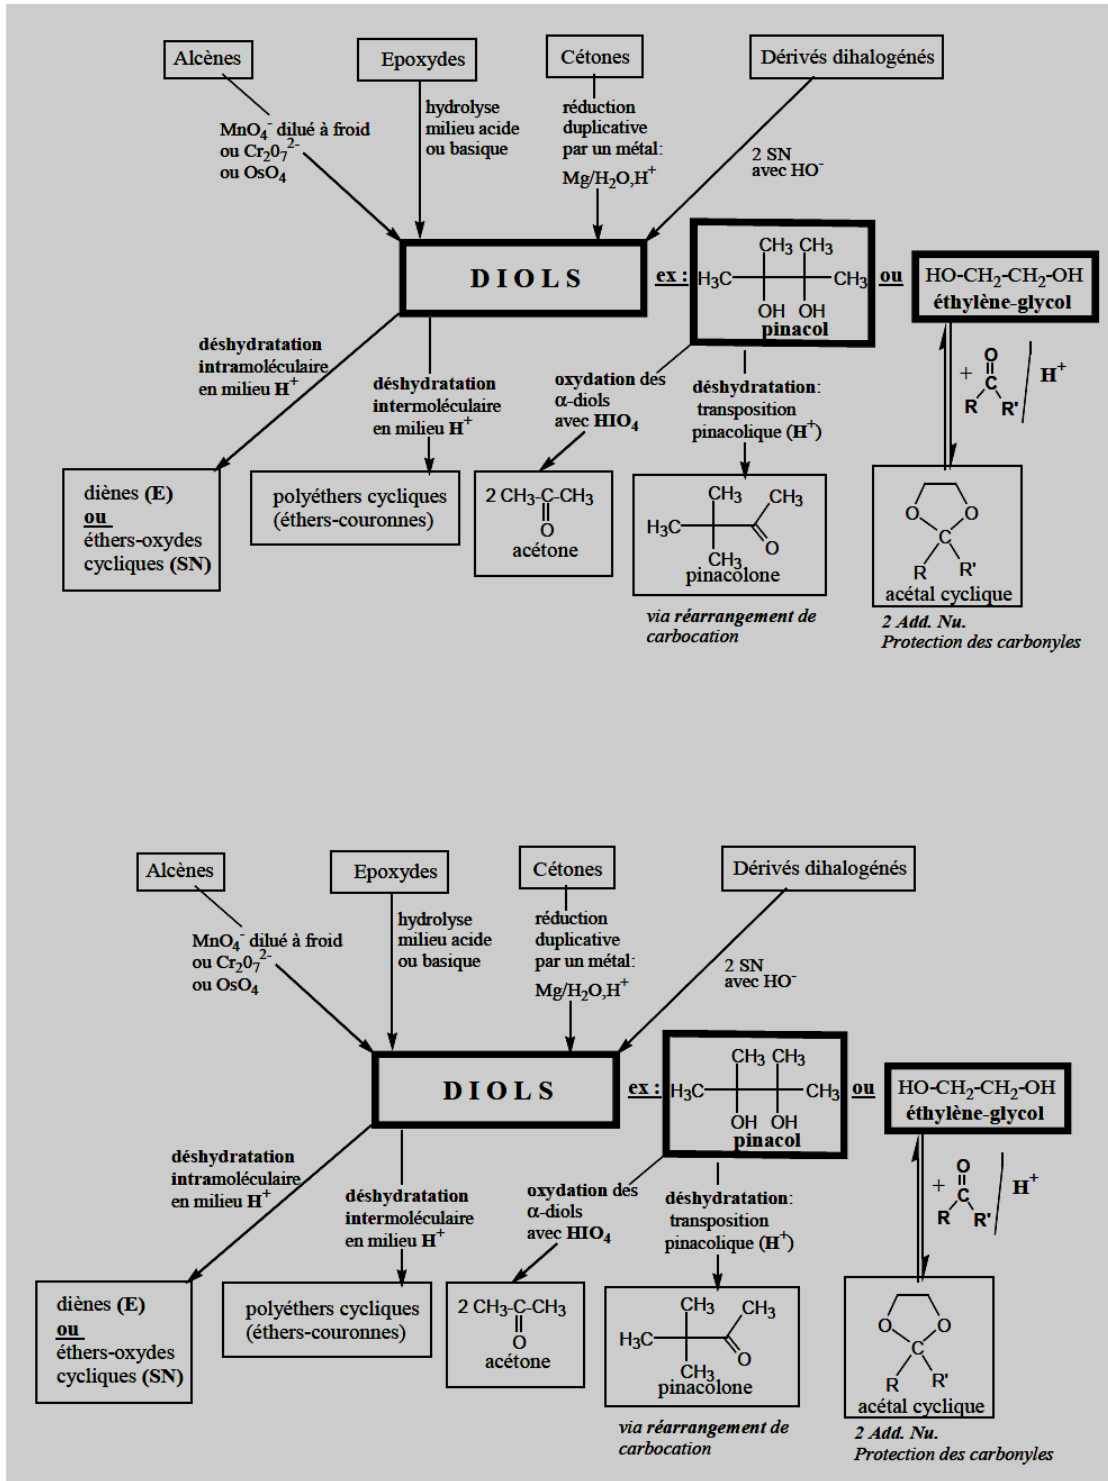 Alcènes
Epoxydes
Cétones
Dérivés dihalogénés
MnO₄⁻ dilué à froid
ou Cr₂0₇²⁻
ou OsO₄
hydrolyse
milieu acide
ou basique
réduction
duplicative
par un métal:
Mg/H₂O,H⁺
2 SN
avec HO⁻
DIOLS
ex :
CH₃ CH₃
H₃C
CH₃
OH OH
pinacol
ou
HO-CH₂-CH₂-OH
éthylène-glycol
déshydratation
intramoléculaire
en milieu H⁺
déshydratation
intermoléculaire
en milieu H⁺
oxydation des
α-diols
avec HIO₄
déshydratation:
transposition
pinacolique (H⁺)
+
O
C
R R'
H⁺
diènes (E)
ou
éthers-oxydes
cycliques (SN)
polyéthers cycliques
(éthers-couronnes)
2 CH₃-C-CH₃
O
acétone
CH₃ CH₃
H₃C
O
CH₃
pinacolone
via réarrangement de
carbocation
O O
C
R R'
acétal cyclique
2 Add. Nu.
Protection des carbonyles
Alcènes
Epoxydes
Cétones
Dérivés dihalogénés
MnO₄⁻ dilué à froid
ou Cr₂0₇²⁻
ou OsO₄
hydrolyse
milieu acide
ou basique
réduction
duplicative
par un métal:
Mg/H₂O,H⁺
2 SN
avec HO⁻
DIOLS
ex :
CH₃ CH₃
H₃C
CH₃
OH OH
pinacol
ou
HO-CH₂-CH₂-OH
éthylène-glycol
déshydratation
intramoléculaire
en milieu H⁺
déshydratation
intermoléculaire
en milieu H⁺
oxydation des
α-diols
avec HIO₄
déshydratation:
transposition
pinacolique (H⁺)
+
O
C
R R'
H⁺
diènes (E)
ou
éthers-oxydes
cycliques (SN)
polyéthers cycliques
(éthers-couronnes)
2 CH₃-C-CH₃
O
acétone
CH₃ CH₃
H₃C
O
CH₃
pinacolone
via réarrangement de
carbocation
O O
C
R R'
acétal cyclique
2 Add. Nu.
Protection des carbonyles